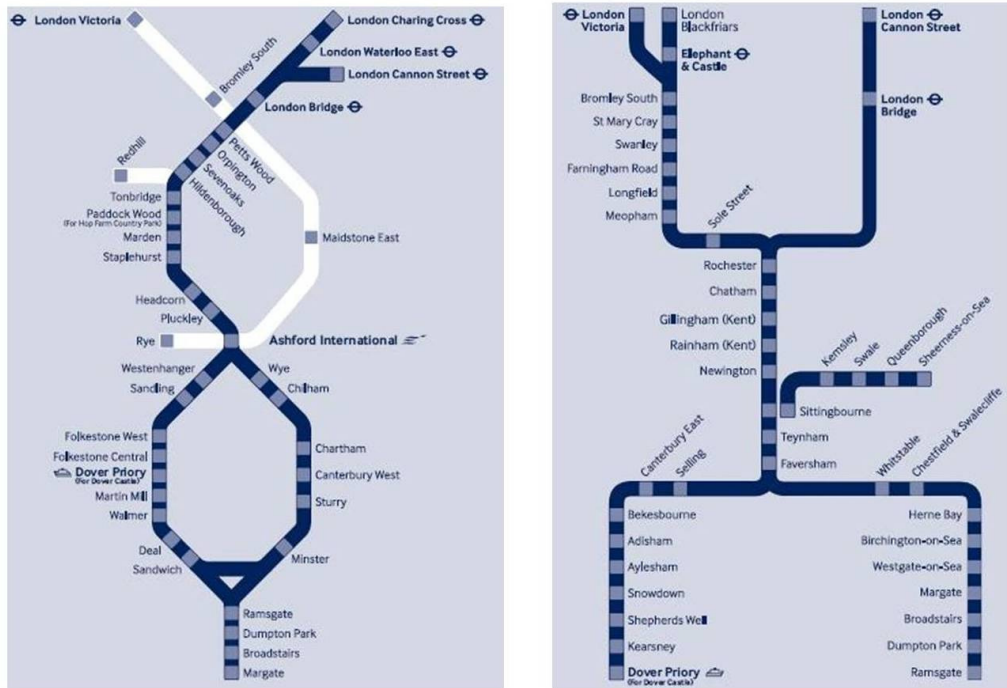 London Victoria
London Charing Cross
London Waterloo East
Bromley South
London Cannon Street
London Bridge
Petts Wood
Orpington
Sevenoaks
Hildenborough
Redhill
Tonbridge
Paddock Wood
(For Hop Farm Country Park)
Marden
Staplehurst
Maidstone East
Headcorn
Pluckley
Rye
Ashford International
Westenhanger
Sandling
Wye
Chilham
Folkestone West
Folkestone Central
Dover Priory
(For Dover Castle)
Martin Mill
Walmer
Deal
Sandwich
Chartham
Canterbury West
Sturry
Minster
Ramsgate
Dumpton Park
Broadstairs
Margate
London
Victoria
London
Blackfriars
Elephant
& Castle
London
Cannon Street
London
Bridge
Bromley South
St Mary Cray
Swanley
Farningham Road
Longfield
Meopham
Sole Street
Rochester
Chatham
Gillingham (Kent)
Rainham (Kent)
Newington
Kemsley
Swale
Queenborough
Sheerness-on-Sea
Sittingbourne
Teynham
Faversham
Canterbury East
Selling
Whitstable
Chestfield & Swalecliffe
Bekesbourne
Adisham
Aylesham
Snowdown
Shepherds Well
Kearsney
Dover Priory
(For Dover Castle)
Herne Bay
Birchington-on-Sea
Westgate-on-Sea
Margate
Broadstairs
Dumpton Park
Ramsgate